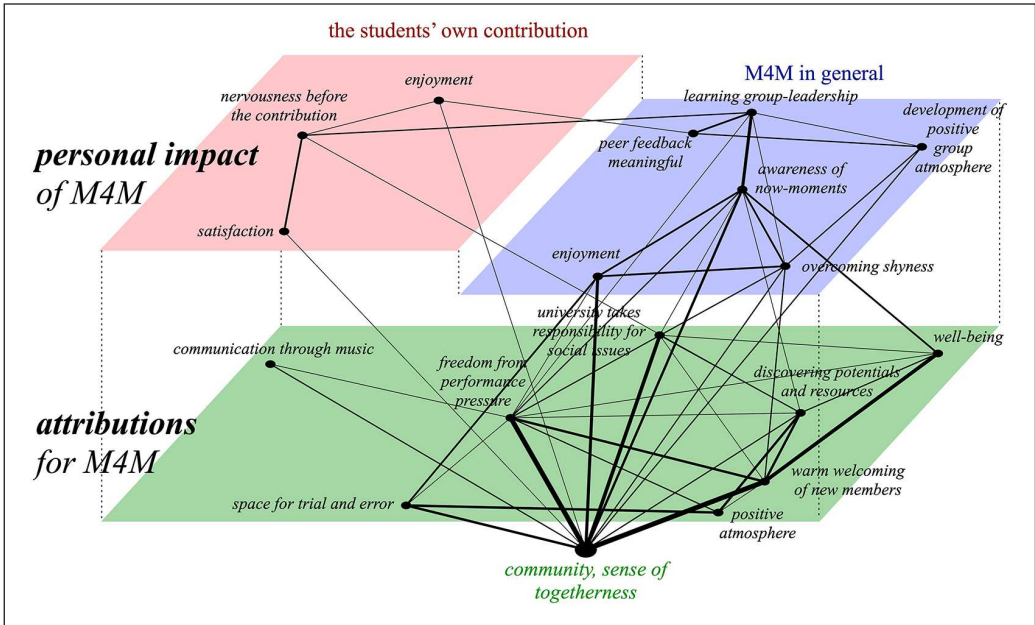 the students’ own contribution
M4M in general
enjoyment
nervousness before
the contribution
learning group-leadership
development of
positive
group
atmosphere
peer feedback
meaningful
personal impact
of M4M
awareness of
now-moments
satisfaction
enjoyment
overcoming shyness
university takes
responsibility for
social issues
well-being
communication through music
freedom from
performance
pressure
discovering potentials
and resources
attributions
for M4M
warm welcoming
of new members
space for trial and error
positive
atmosphere
community, sense of
togetherness